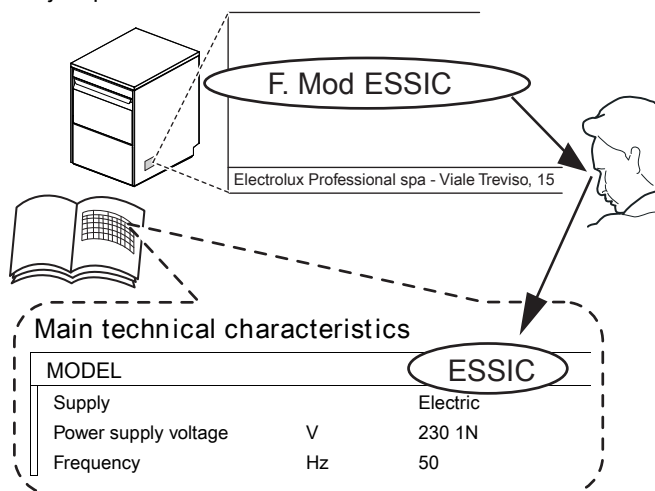 F. Mod ESSIC
Electrolux Professional spa - Viale Treviso, 15
Main technical characteristics
MODEL ESSIC
Supply Electric
Power supply voltage V 230 1N
Frequency Hz 50